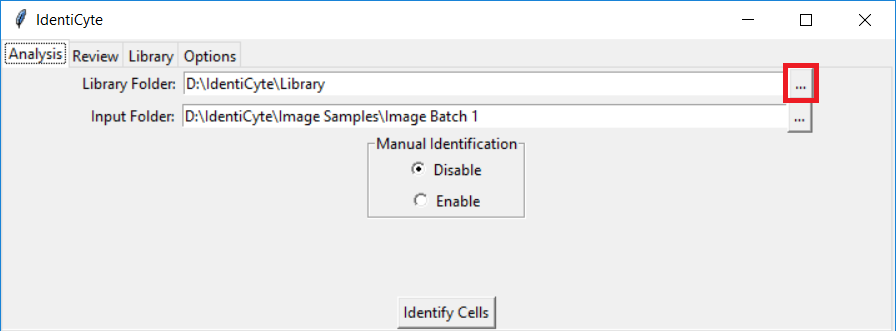 IdentiCyte
Analysis Review Library Options
Library Folder: D:\IdentiCyte\Library ...
Input Folder: D:\IdentiCyte\Image Samples\Image Batch 1 ...
Manual Identification
Disable
Enable
Identify Cells